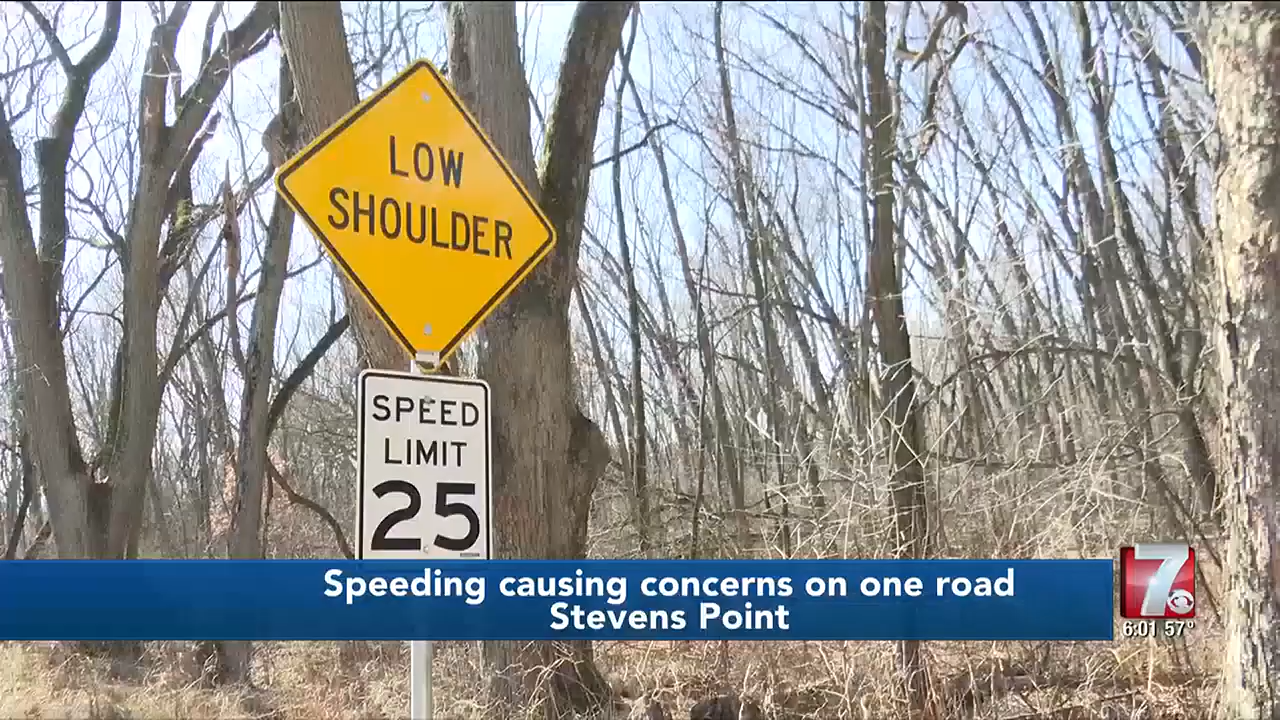 LOW
SHOULDER
SPEED
LIMIT
25
Speeding causing concerns on one road
Stevens Point
7
6:01 57°